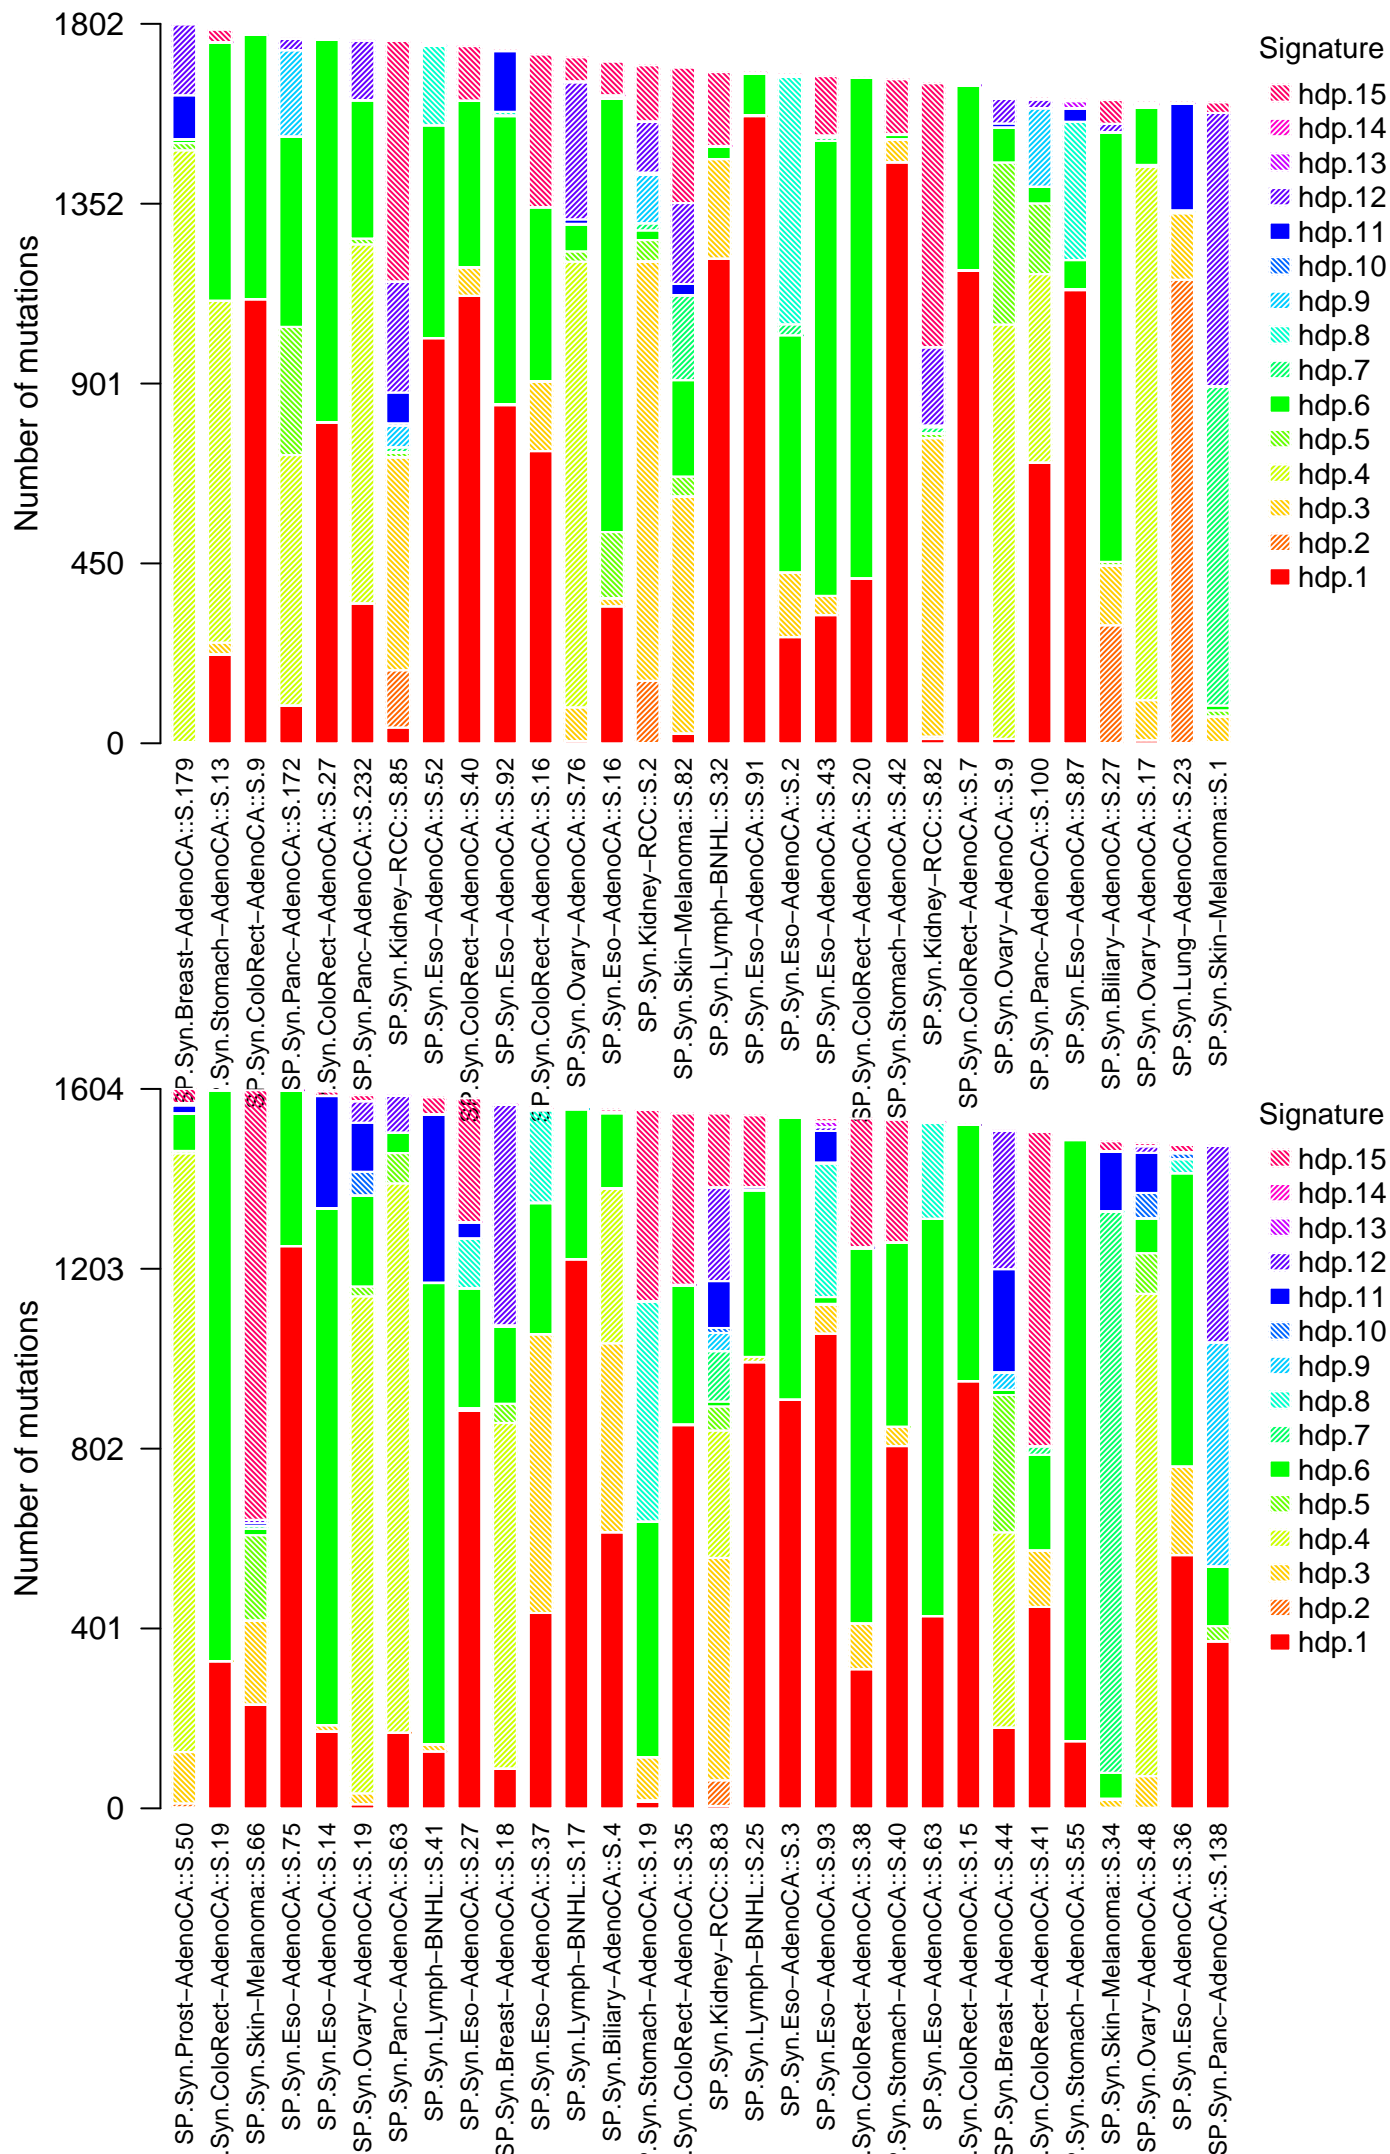 Number of mutations
1802
1352
901
450
0
Signature
hdp.15
hdp.14
hdp.13
hdp.12
hdp.11
hdp.10
hdp.9
hdp.8
hdp.7
hdp.6
hdp.5
hdp.4
hdp.3
hdp.2
hdp.1
SP.Syn.Breast−AdenoCA::S.179
.Syn.Stomach−AdenoCA::S.13
SP.Syn.ColoRect−AdenoCA::S.9
SP.Syn.Panc−AdenoCA::S.172
.Syn.ColoRect−AdenoCA::S.27
SP.Syn.Panc−AdenoCA::S.232
SP.Syn.Kidney−RCC::S.85
SP.Syn.Eso−AdenoCA::S.52
SP.Syn.ColoRect−AdenoCA::S.40
SP.Syn.Eso−AdenoCA::S.92
SP.Syn.ColoRect−AdenoCA::S.16
SP.Syn.Ovary−AdenoCA::S.76
SP.Syn.Eso−AdenoCA::S.16
SP.Syn.Kidney−RCC::S.2
SP.Syn.Skin−Melanoma::S.82
SP.Syn.Lymph−BNHL::S.32
SP.Syn.Eso−AdenoCA::S.91
SP.Syn.Eso−AdenoCA::S.2
SP.Syn.Eso−AdenoCA::S.43
SP.Syn.ColoRect−AdenoCA::S.20
SP.Syn.Stomach−AdenoCA::S.42
SP.Syn.Kidney−RCC::S.82
SP.Syn.ColoRect−AdenoCA::S.7
SP.Syn.Ovary−AdenoCA::S.9
SP.Syn.Panc−AdenoCA::S.100
SP.Syn.Eso−AdenoCA::S.87
SP.Syn.Biliary−AdenoCA::S.27
SP.Syn.Ovary−AdenoCA::S.17
SP.Syn.Lung−AdenoCA::S.23
SP.Syn.Skin−Melanoma::S.1
Number of mutations
1604
1203
802
401
0
Signature
hdp.15
hdp.14
hdp.13
hdp.12
hdp.11
hdp.10
hdp.9
hdp.8
hdp.7
hdp.6
hdp.5
hdp.4
hdp.3
hdp.2
hdp.1
SP.Syn.Prost−AdenoCA::S.50
.Syn.ColoRect−AdenoCA::S.19
SP.Syn.Skin−Melanoma::S.66
SP.Syn.Eso−AdenoCA::S.75
SP.Syn.Eso−AdenoCA::S.14
SP.Syn.Ovary−AdenoCA::S.19
SP.Syn.Panc−AdenoCA::S.63
SP.Syn.Lymph−BNHL::S.41
SP.Syn.Eso−AdenoCA::S.27
SP.Syn.Breast−AdenoCA::S.18
SP.Syn.Eso−AdenoCA::S.37
SP.Syn.Lymph−BNHL::S.17
SP.Syn.Biliary−AdenoCA::S.4
P.Syn.Stomach−AdenoCA::S.19
.Syn.ColoRect−AdenoCA::S.35
SP.Syn.Kidney−RCC::S.83
SP.Syn.Lymph−BNHL::S.25
SP.Syn.Eso−AdenoCA::S.3
SP.Syn.Eso−AdenoCA::S.93
.Syn.ColoRect−AdenoCA::S.38
P.Syn.Stomach−AdenoCA::S.40
SP.Syn.Eso−AdenoCA::S.63
.Syn.ColoRect−AdenoCA::S.15
SP.Syn.Breast−AdenoCA::S.44
.Syn.ColoRect−AdenoCA::S.41
P.Syn.Stomach−AdenoCA::S.55
SP.Syn.Skin−Melanoma::S.34
SP.Syn.Ovary−AdenoCA::S.48
SP.Syn.Eso−AdenoCA::S.36
SP.Syn.Panc−AdenoCA::S.138